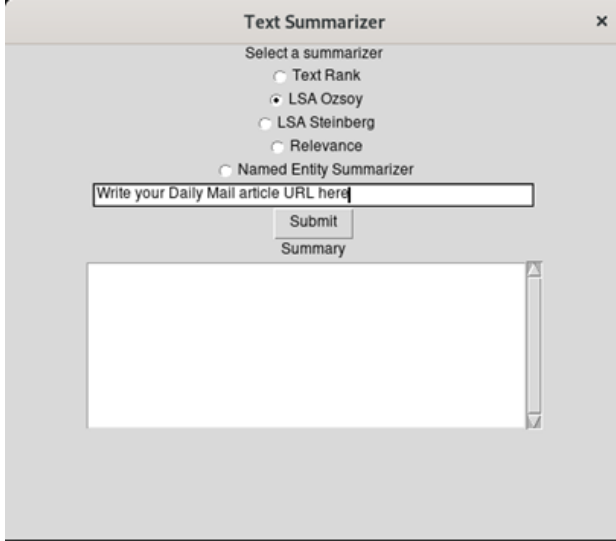 Text Summarizer
Select a summarizer
Text Rank
LSA Ozsoy
LSA Steinberg
Relevance
Named Entity Summarizer
Write your Daily Mail article URL here
Submit
Summary